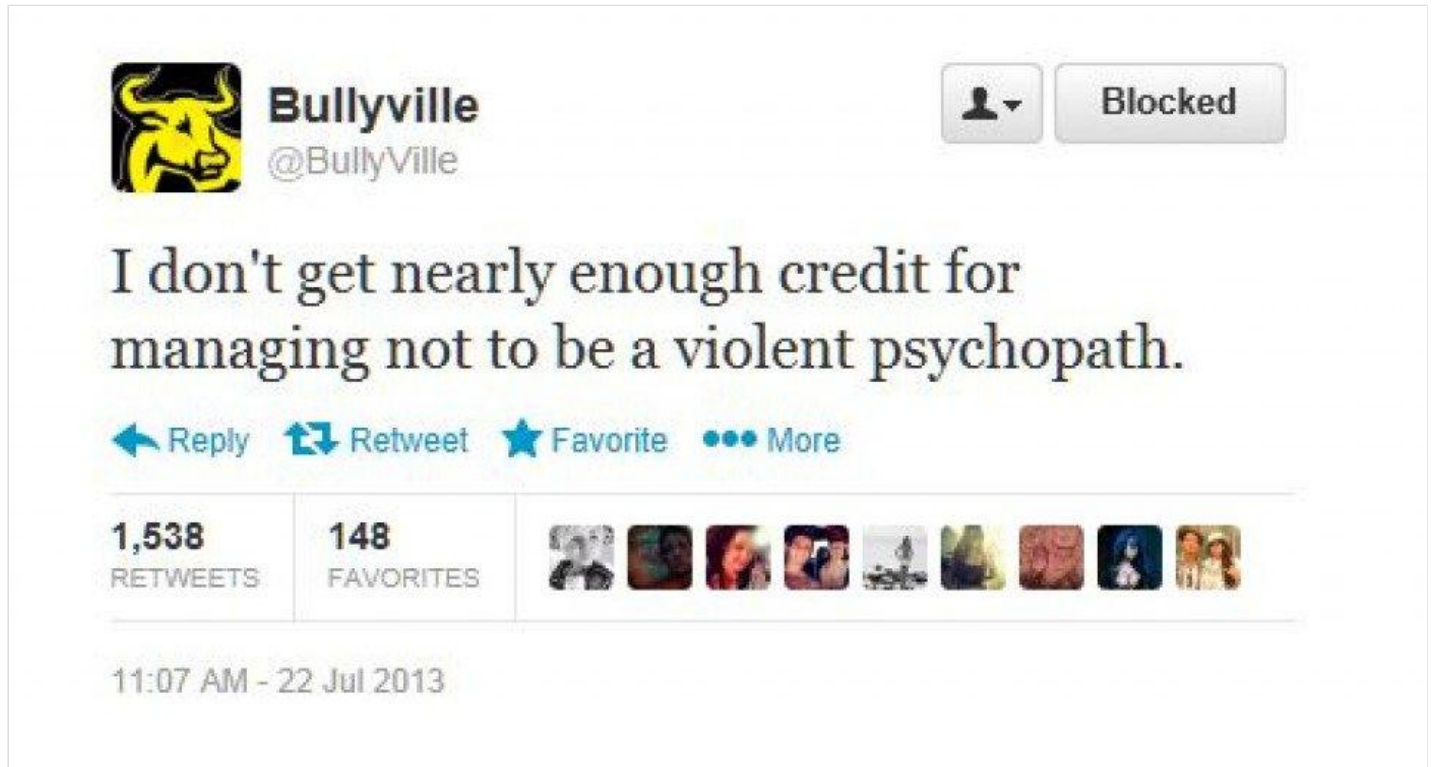 Bullyville
@BullyVille
Blocked
I don't get nearly enough credit for
managing not to be a violent psychopath.
Reply Retweet Favorite More
1,538 148
RETWEETS FAVORITES
11:07 AM - 22 Jul 2013